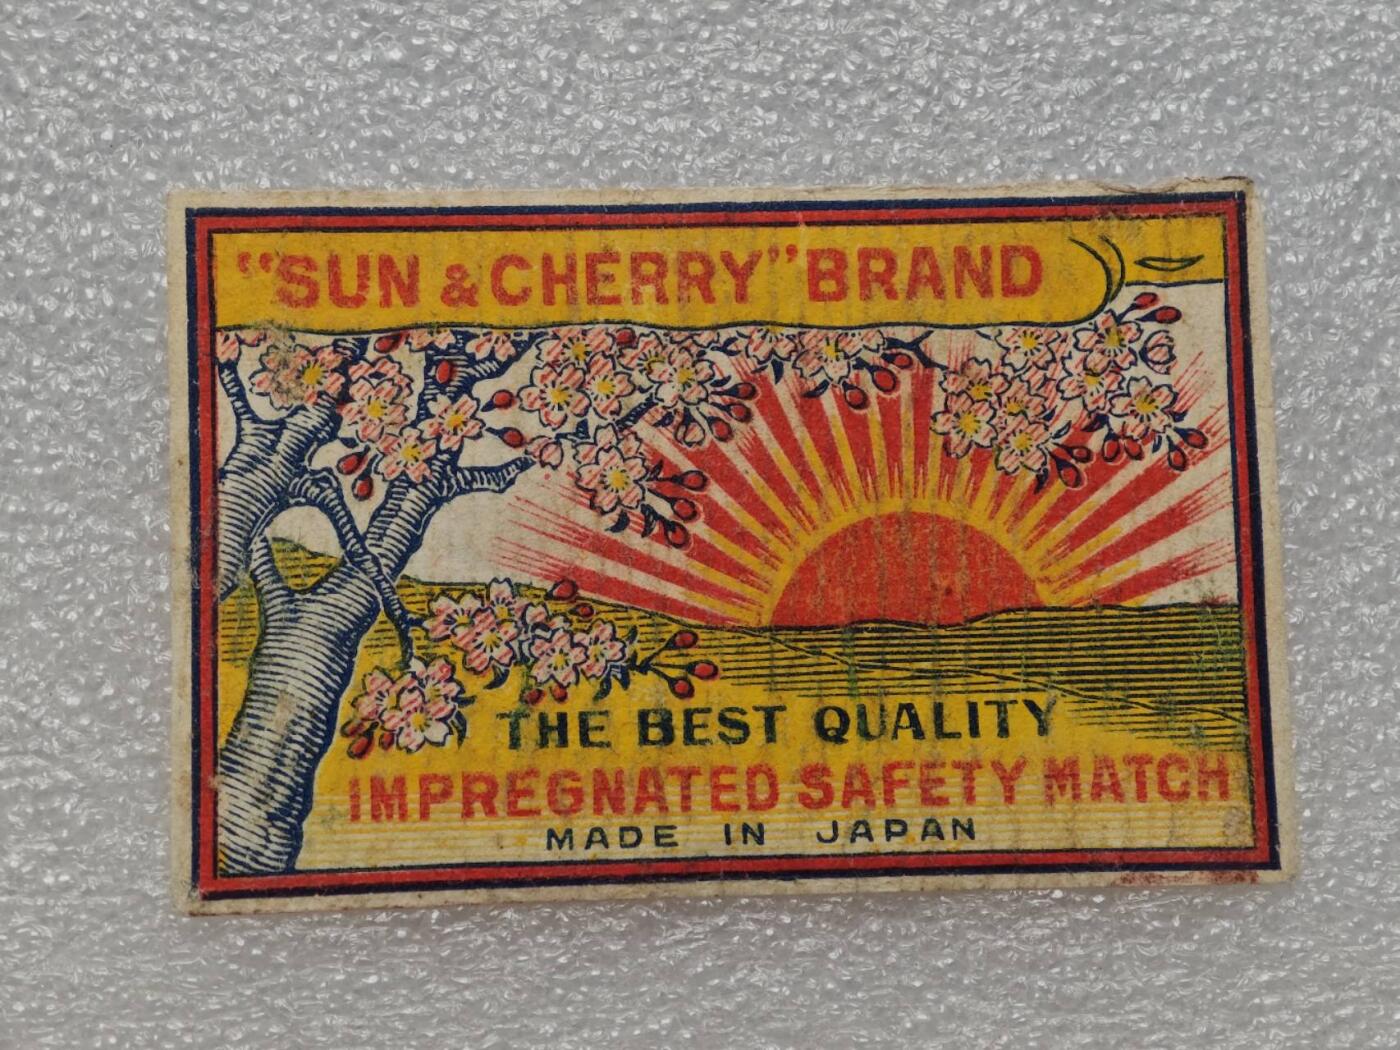 "SUN & CHERRY" BRAND
THE BEST QUALITY
IMPREGNATED SAFETY MATCH
MADE IN JAPAN